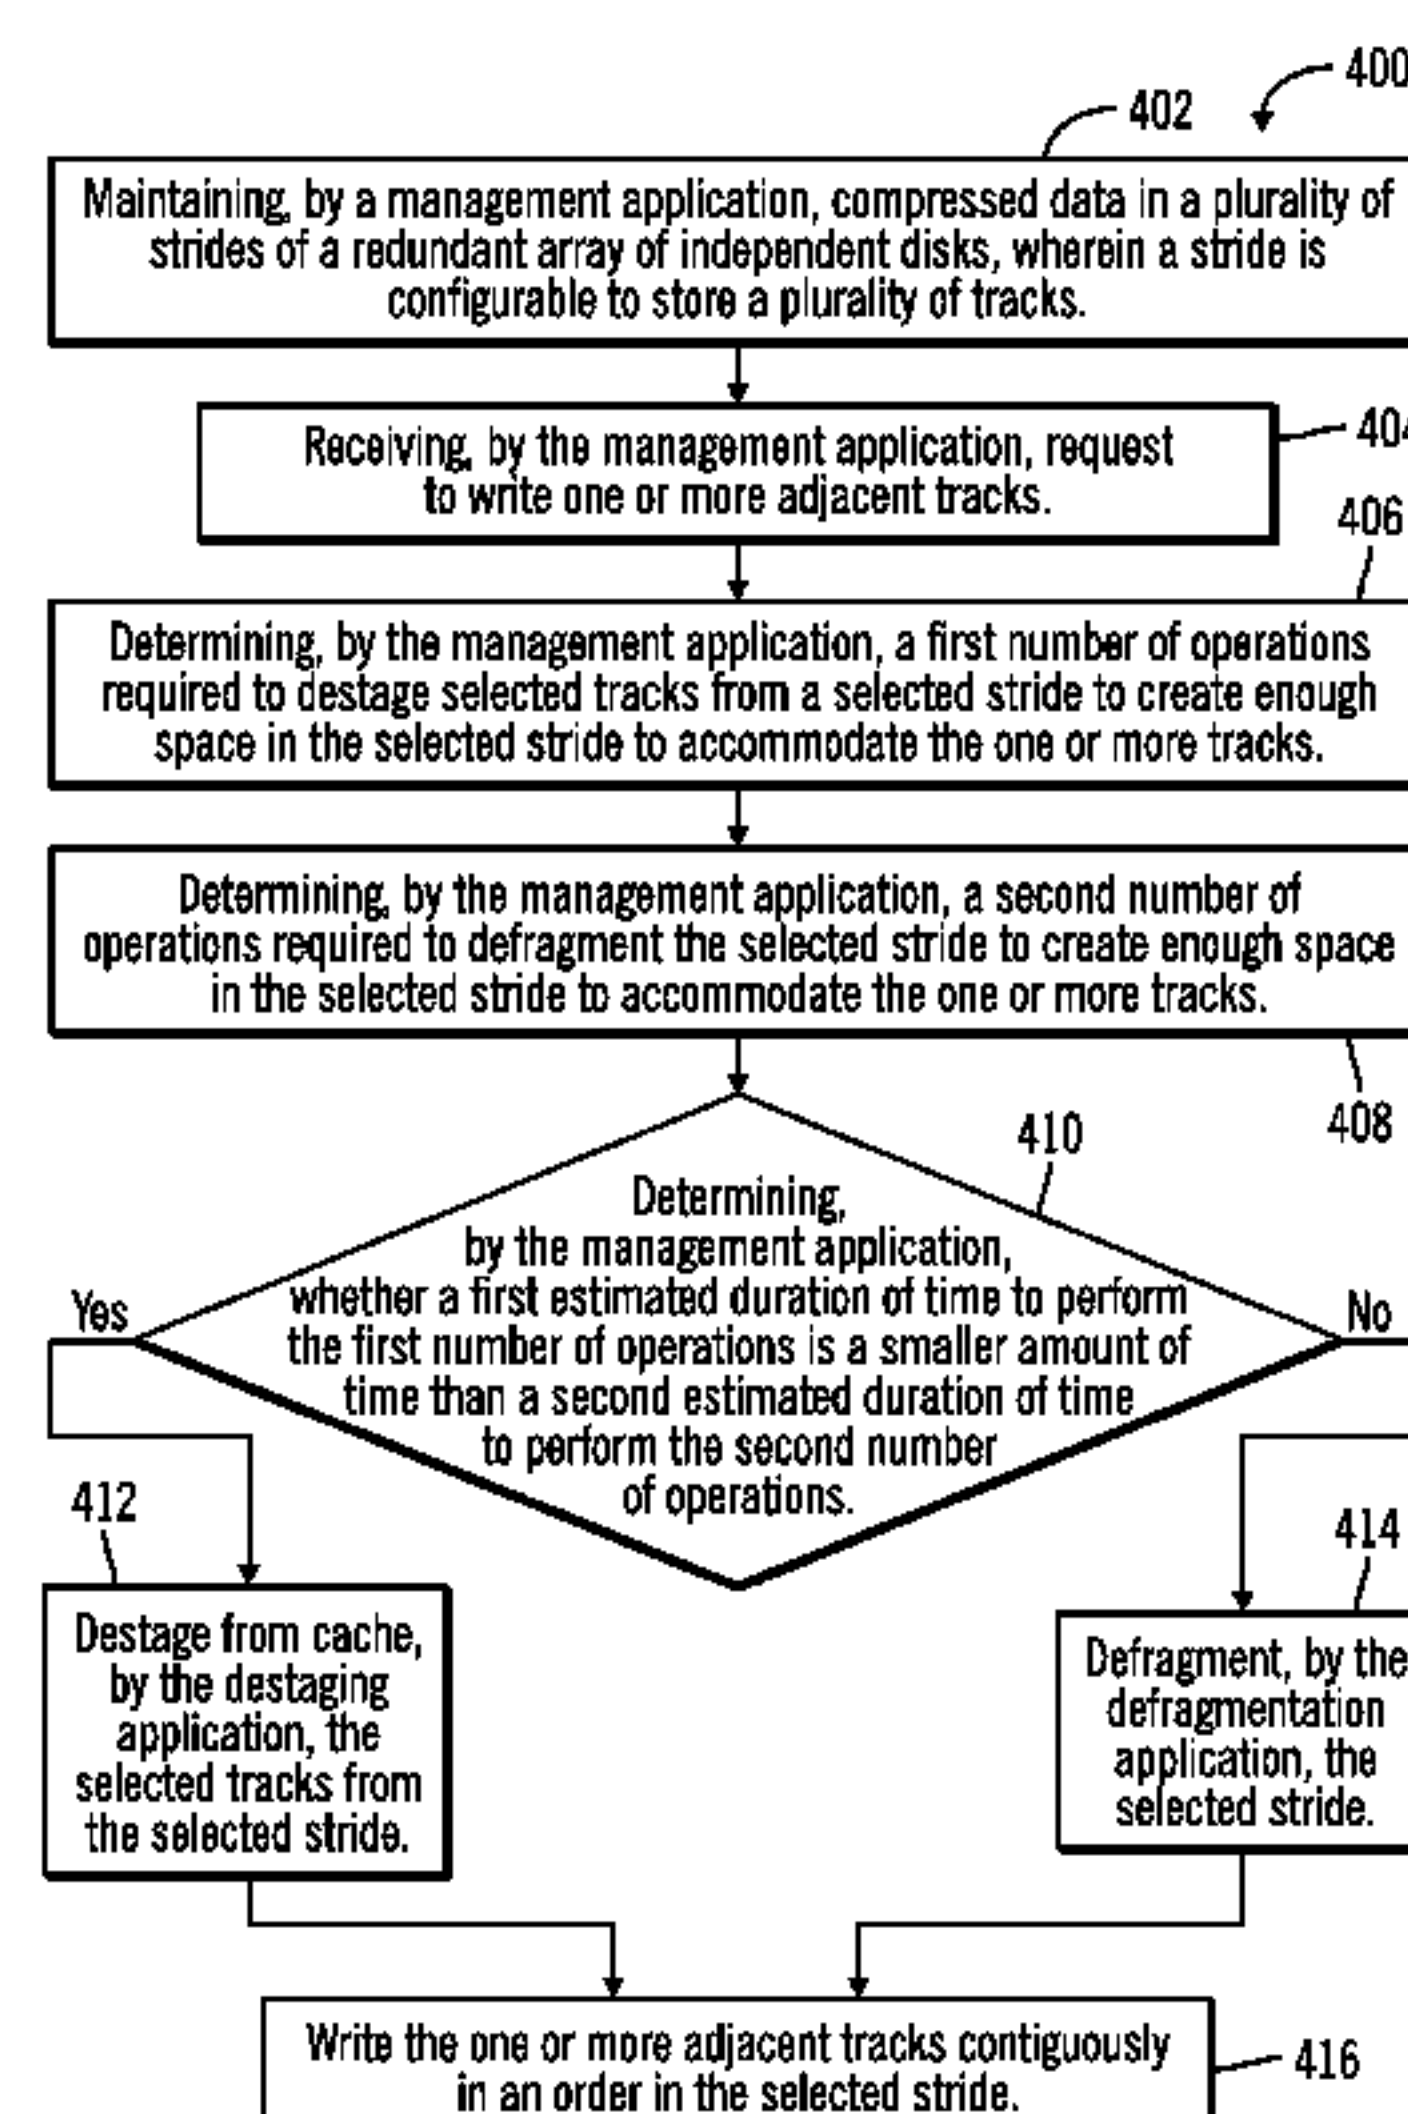 400
402
Maintaining, by a management application, compressed data in a plurality of
strides of a redundant array of independent disks, wherein a stride is
configurable to store a plurality of tracks.
Receiving, by the management application, request
to write one or more adjacent tracks.
404
406
Determining, by the management application, a first number of operations
required to destage selected tracks from a selected stride to create enough
space in the selected stride to accommodate the one or more tracks.
Determining, by the management application, a second number of
operations required to defragment the selected stride to create enough space
in the selected stride to accommodate the one or more tracks.
408
410
Determining,
by the management application,
whether a first estimated duration of time to perform
the first number of operations is a smaller amount of
time than a second estimated duration of time
to perform the second number
of operations.
Yes
No
412
Destage from cache,
by the destaging
application, the
selected tracks from
the selected stride.
414
Defragment, by the
defragmentation
application, the
selected stride.
Write the one or more adjacent tracks contiguously
in an order in the selected stride.
416